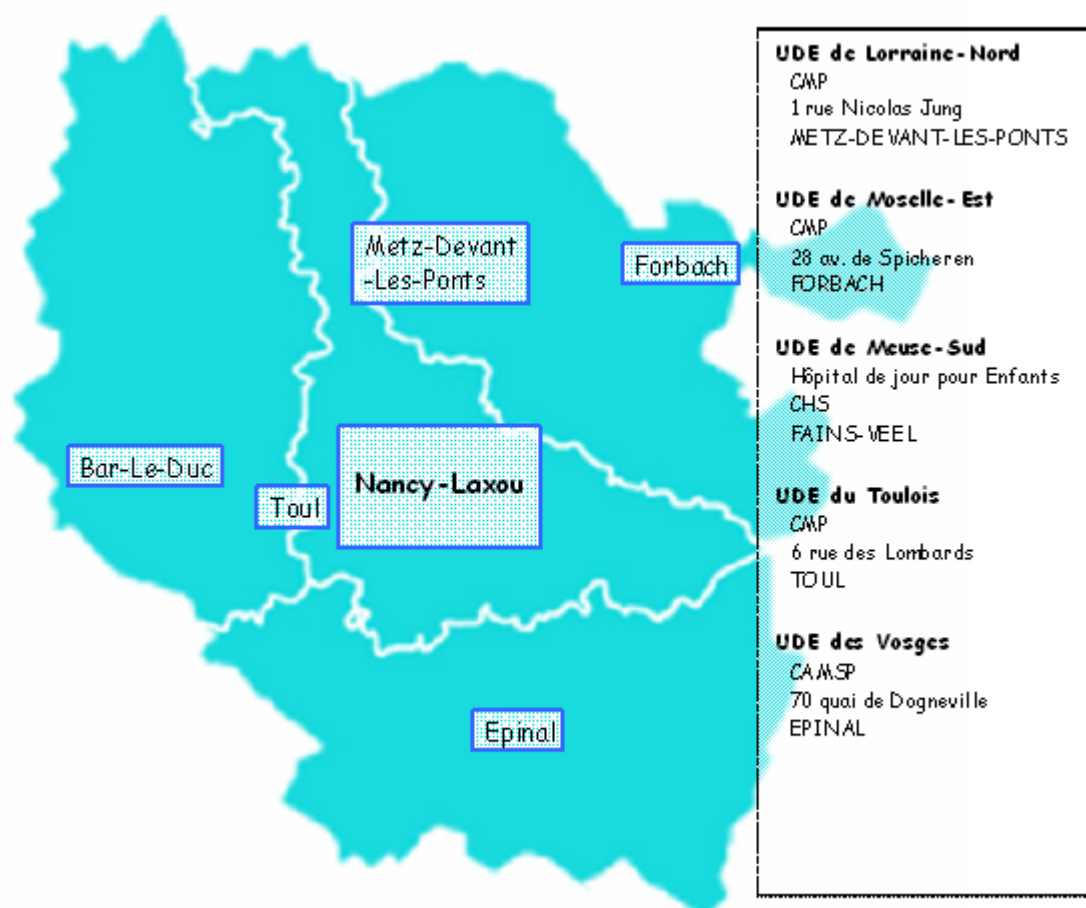 Metz-Devant
-Les-Ponts
Forbach
Bar-Le-Duc
Toul
Nancy-Laxou
Epinal
UDE de Lorraine-Nord
CMP
1 rue Nicolas Jung
METZ-DEVANT-LES-PONTS
UDE de Moselle-Est
CMP
28 av. de Spicheren
FORBACH
UDE de Meuse-Sud
Hôpital de jour pour Enfants
CHS
FAINS-VEEL
UDE du Toulois
CMP
6 rue des Lombards
TOUL
UDE des Vosges
CAMSP
70 quai de Dogneville
EPINAL